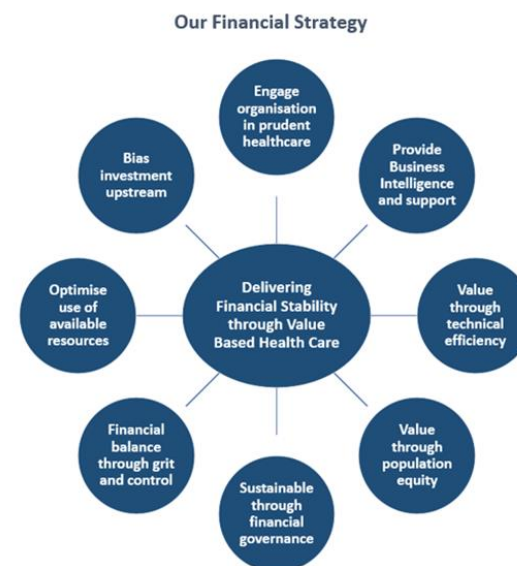 Our Financial Strategy
Engage
organisation
in prudent
healthcare
Provide
Business
Intelligence
and support
Value
through
technical
efficiency
Value
through
population
equity
Sustainable
through
financial
governance
Financial
balance
through grit
and control
Optimise
use of
available
resources
Bias
investment
upstream
Delivering
Financial Stability
through Value
Based Health Care